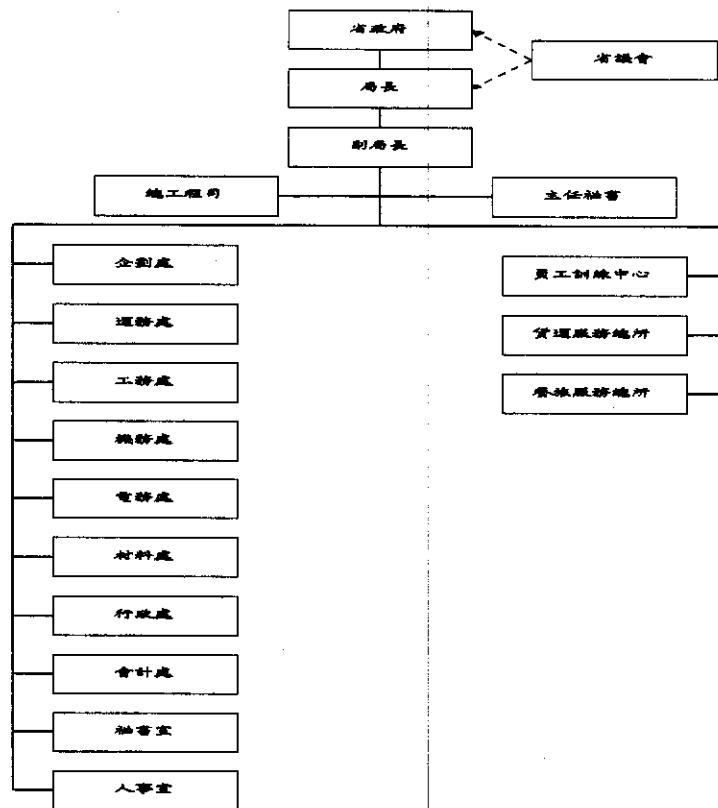 省政府
省議會
局長
副局長
總工程司
主任祕書
企劃處
運務處
工務處
機務處
電務處
材料處
行政處
會計處
祕書室
人事室
員工訓練中心
貨運服務總所
餐旅服務總所